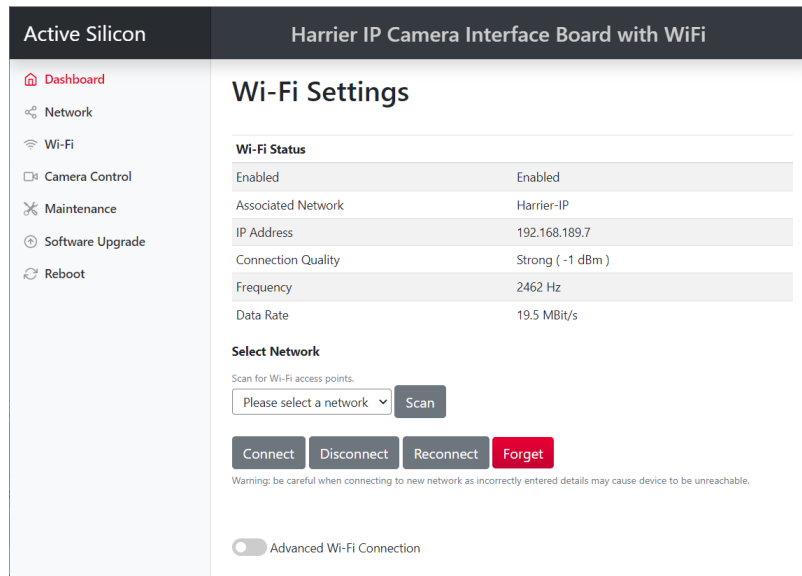 Active Silicon
Harrier IP Camera Interface Board with WiFi
Dashboard
Network
Wi-Fi
Camera Control
Maintenance
Software Upgrade
Reboot
Wi-Fi Settings
Wi-Fi Status
Enabled Enabled
Associated Network Harrier-IP
IP Address 192.168.189.7
Connection Quality Strong ( -1 dBm )
Frequency 2462 Hz
Data Rate 19.5 MBit/s
Select Network
Scan for Wi-Fi access points.
Please select a network Scan
Connect Disconnect Reconnect Forget
Warning: be careful when connecting to new network as incorrectly entered details may cause device to be unreachable.
Advanced Wi-Fi Connection